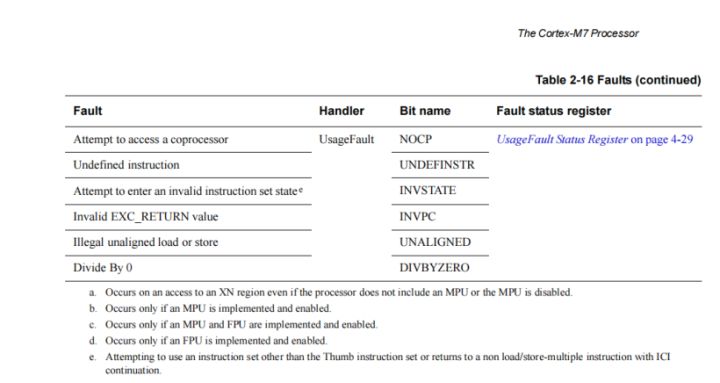 The Cortex-M7 Processor
Table 2-16 Faults (continued)
Fault Handler Bit name Fault status register
Attempt to access a coprocessor UsageFault NOCP UsageFault Status Register on page 4-29
Undefined instruction UNDEFINSTR
Attempt to enter an invalid instruction set state e INVSTATE
Invalid EXC_RETURN value INVPC
Illegal unaligned load or store UNALIGNED
Divide By 0 DIVBYZERO
a. Occurs on an access to an XN region even if the processor does not include an MPU or the MPU is disabled.
b. Occurs only if an MPU is implemented and enabled.
c. Occurs only if an MPU and FPU are implemented and enabled.
d. Occurs only if an FPU is implemented and enabled.
e. Attempting to use an instruction set other than the Thumb instruction set or returns to a non load/store-multiple instruction with ICI
continuation.